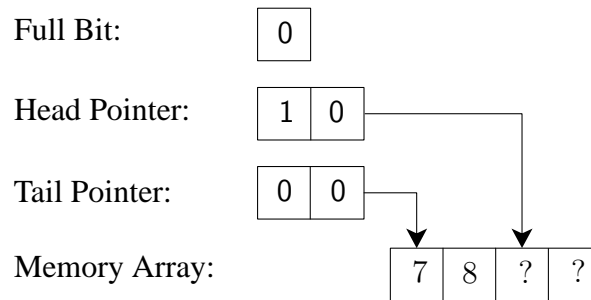 Full Bit: 0
Head Pointer: 1 0
Tail Pointer: 0 0
Memory Array: 7 8 ? ?